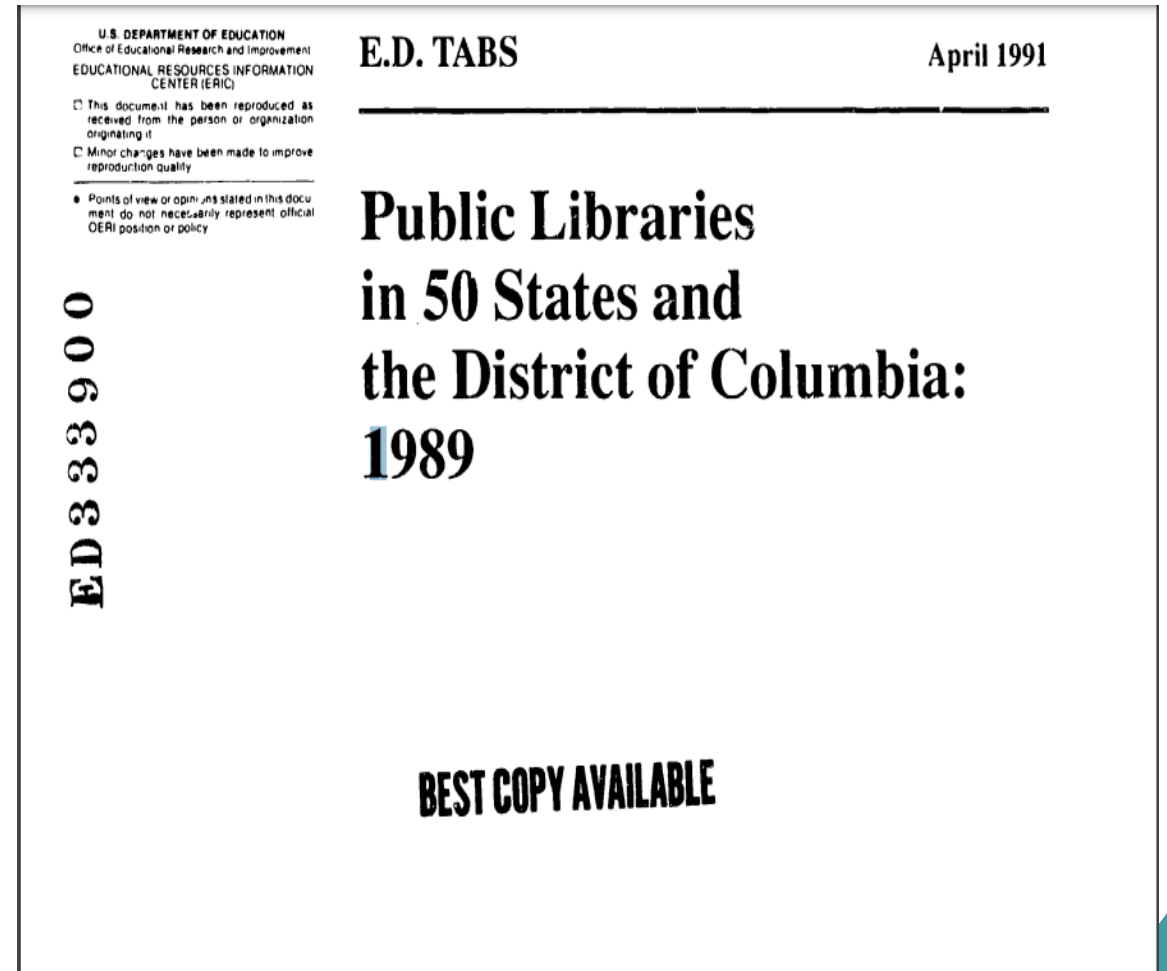 U.S. DEPARTMENT OF EDUCATION
Office of Educational Research and Improvement
EDUCATIONAL RESOURCES INFORMATION
CENTER (ERIC)
This document has been reproduced as
received from the person or organization
originating it
Minor changes have been made to improve
reproduction quality
• Points of view or opinions stated in this docu
ment do not necessarily represent official
OERI position or policy
ED333900
E.D. TABS
April 1991
Public Libraries
in 50 States and
the District of Columbia:
1989
BEST COPY AVAILABLE